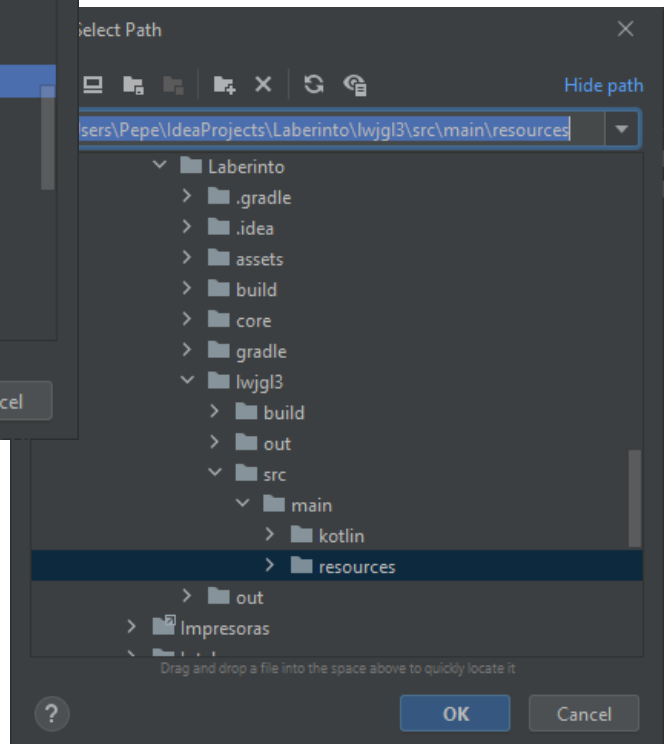 Select Path
Hide path
sers\Pepe\IdeaProjects\Laberinto\lwjgl3\src\main\resources
Laberinto
.gradle
.idea
assets
build
core
gradle
lwjgl3
build
out
src
main
kotlin
cel
resources
out
Impresoras
Drag and drop a file into the space above to quickly locate it
?
OK
Cancel